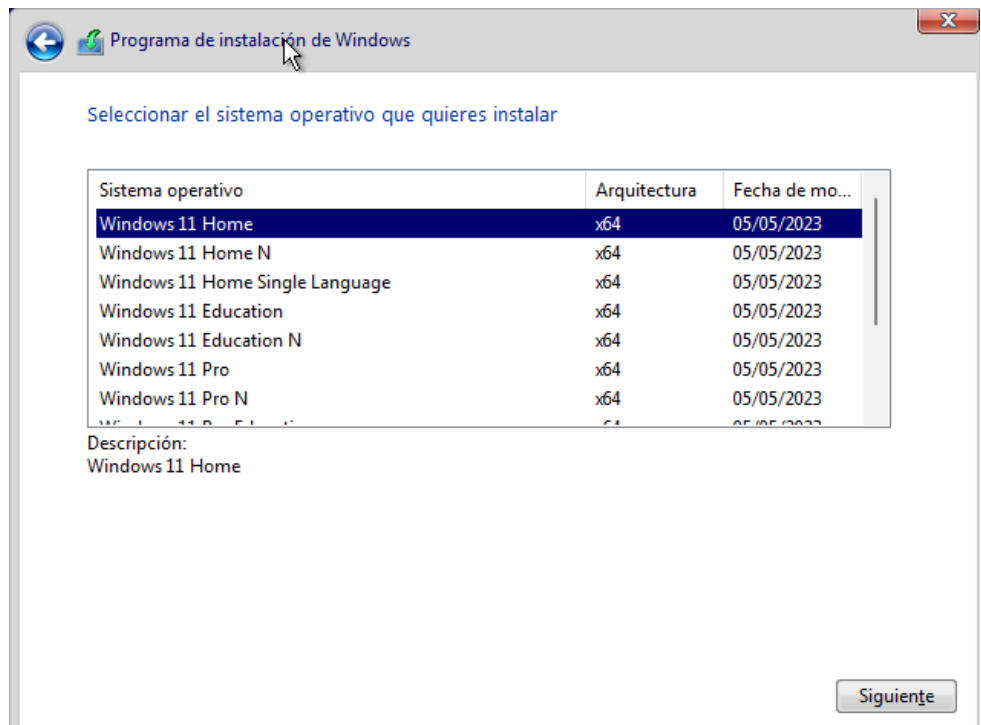 Programa de instalación de Windows
Seleccionar el sistema operativo que quieres instalar
Sistema operativo Arquitectura Fecha de mo...
Windows 11 Home x64 05/05/2023
Windows 11 Home N x64 05/05/2023
Windows 11 Home Single Language x64 05/05/2023
Windows 11 Education x64 05/05/2023
Windows 11 Education N x64 05/05/2023
Windows 11 Pro x64 05/05/2023
Windows 11 Pro N x64 05/05/2023
Descripción:
Windows 11 Home
Siguiente